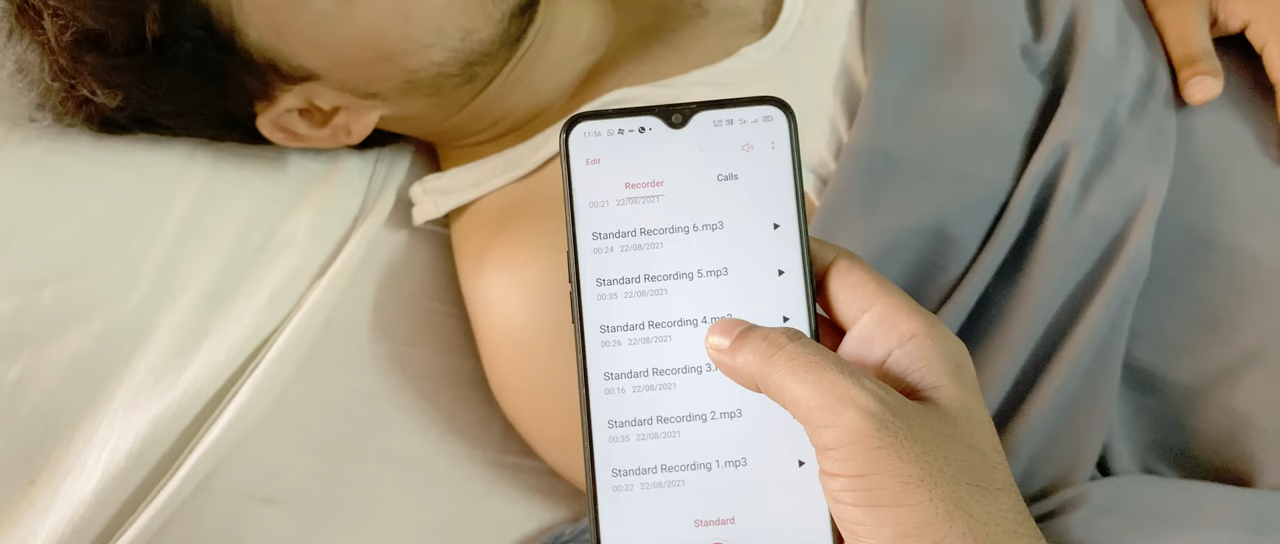 11:36
Edit
Recorder Calls
00:21 22/08/2021
Standard Recording 6.mp3
00:24 22/08/2021
Standard Recording 5.mp3
00:35 22/08/2021
Standard Recording 4.mp3
00:26 22/08/2021
Standard Recording 3.
00:16 22/08/2021
Standard Recording 2.mp3
00:35 22/08/2021
Standard Recording 1.mp3
00:22 22/08/2021
Standard